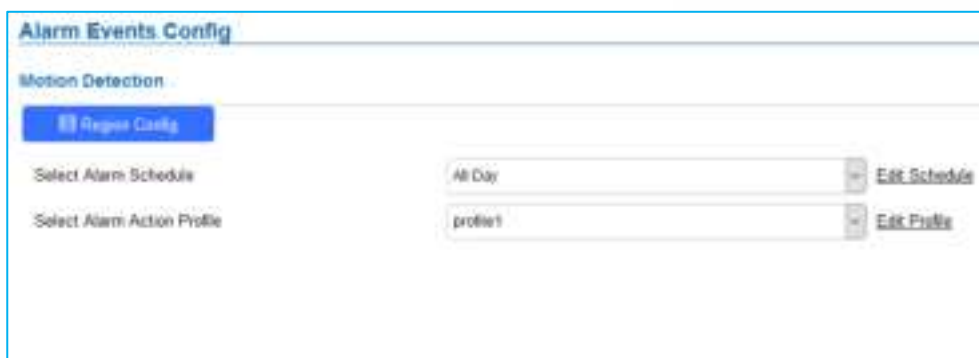 Alarm Events Config
Motion Detection
Region Config
Select Alarm Schedule All Day Edit Schedule
Select Alarm Action Profile profile1 Edit Profile